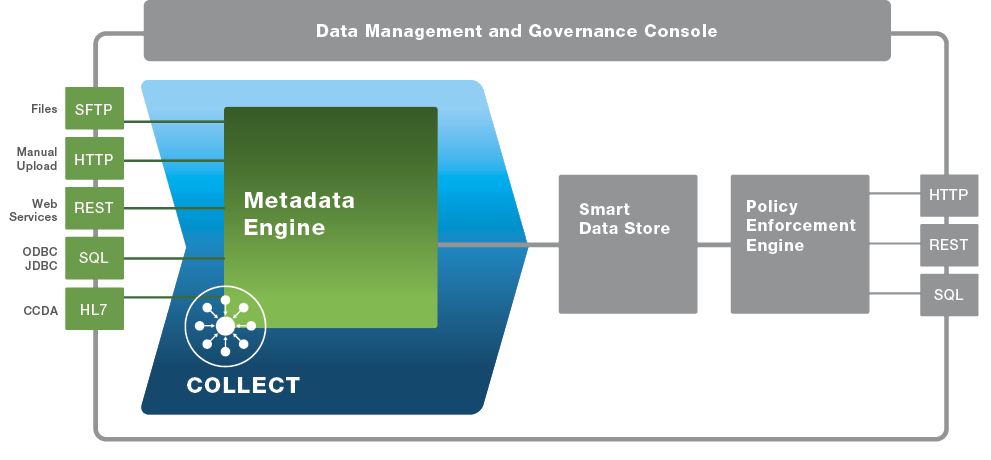 Data Management and Governance Console
Files
SFTP
Manual
Upload
HTTP
Web
Services
REST
ODBC
JDBC
SQL
CCDA
HL7
Metadata
Engine
COLLECT
Smart
Data Store
Policy
Enforcement
Engine
HTTP
REST
SQL